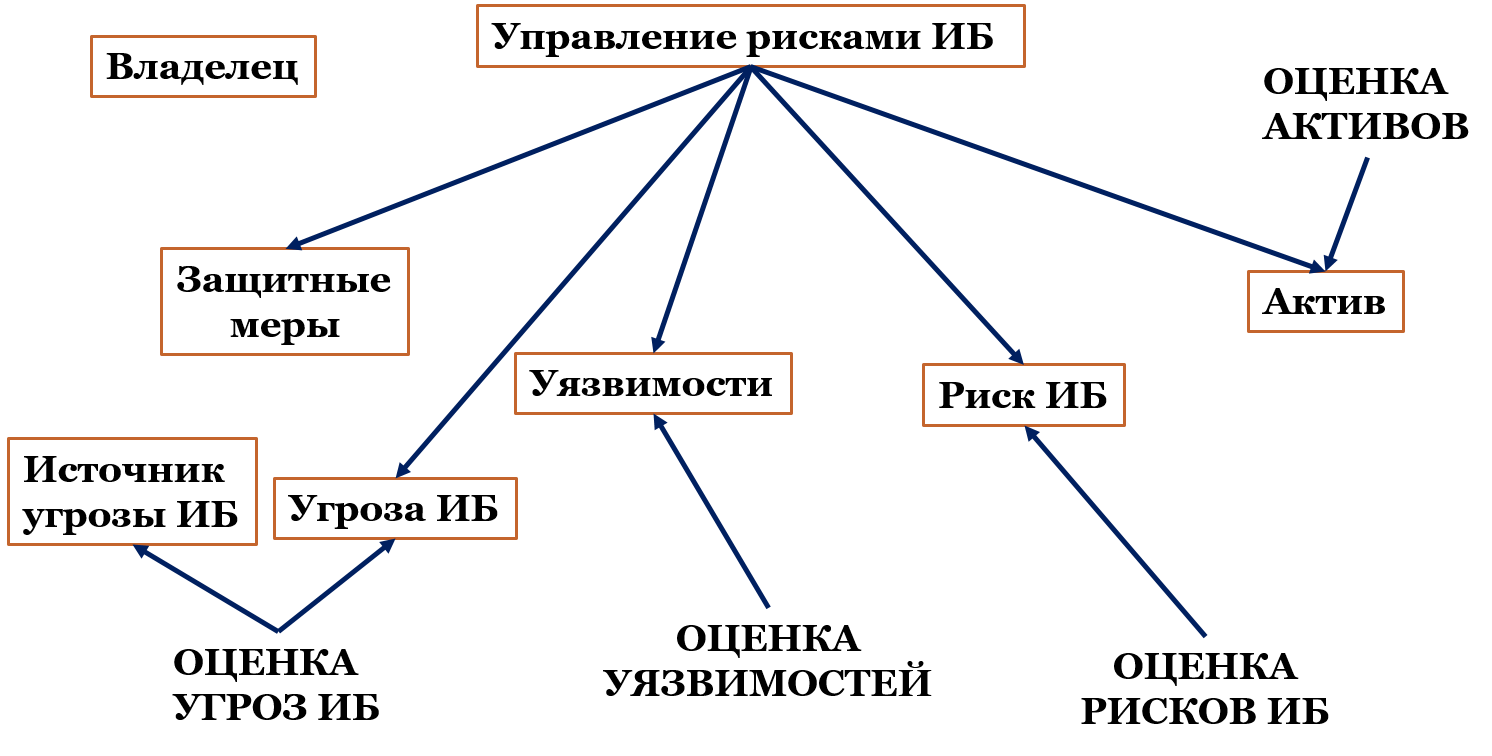 Управление рисками ИБ
Владелец
ОЦЕНКА
АКТИВОВ
Защитные
меры
Актив
Уязвимости
Риск ИБ
Источник
угрозы ИБ
Угроза ИБ
ОЦЕНКА
УГРОЗ ИБ
ОЦЕНКА
УЯЗВИМОСТЕЙ
ОЦЕНКА
РИСКОВ ИБ